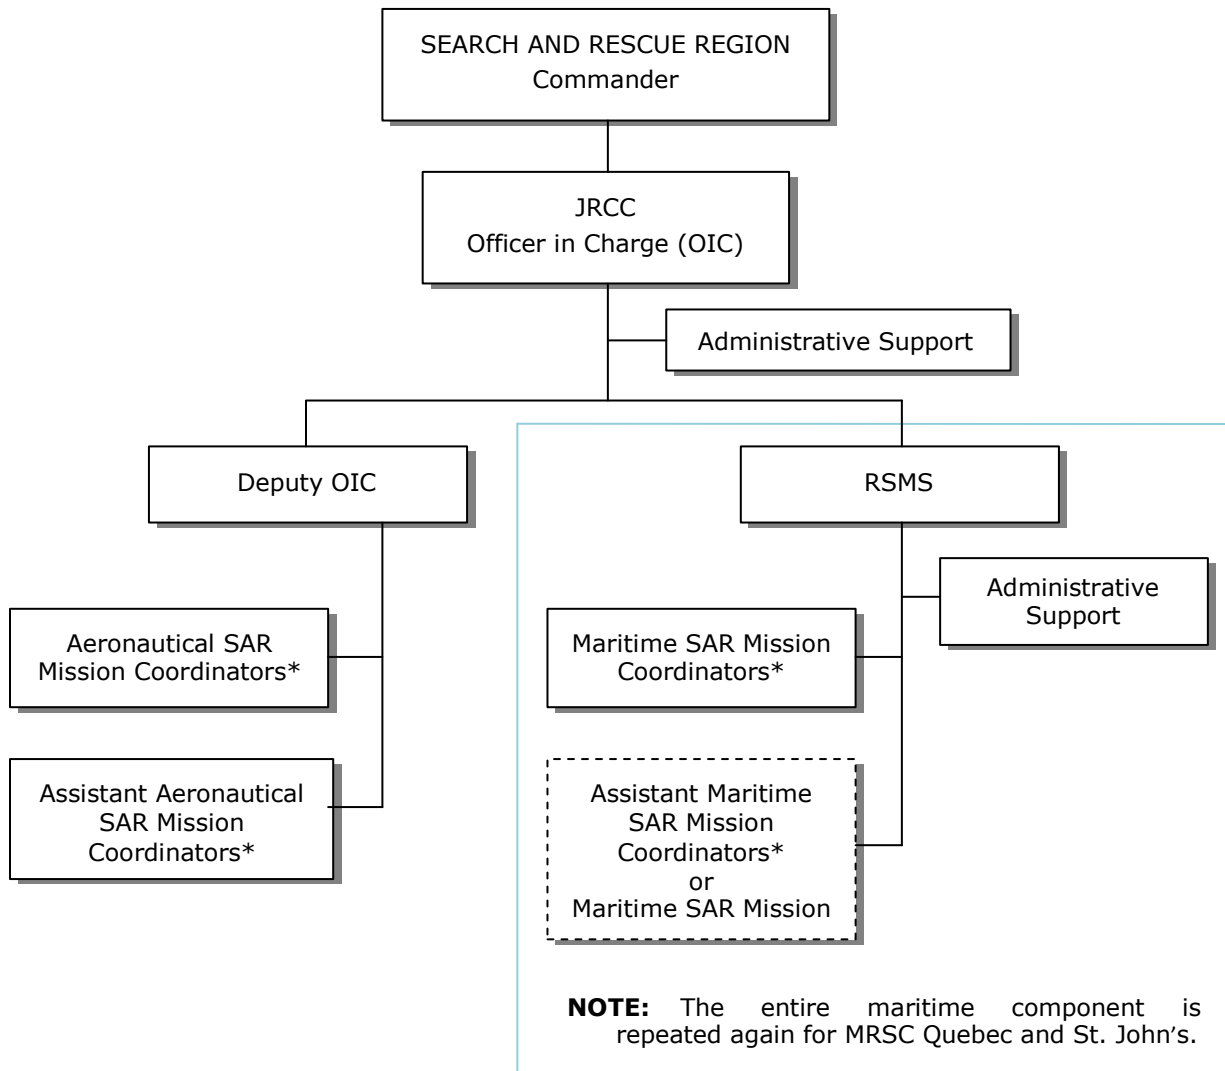 SEARCH AND RESCUE REGION
Commander
JRCC
Officer in Charge (OIC)
Administrative Support
Deputy OIC
RSMS
Administrative
Support
Aeronautical SAR
Mission Coordinators*
Maritime SAR Mission
Coordinators*
Assistant Aeronautical
SAR Mission
Coordinators*
Assistant Maritime
SAR Mission
Coordinators*
or
Maritime SAR Mission
NOTE: The entire maritime component is
repeated again for MRSC Quebec and St. John's.